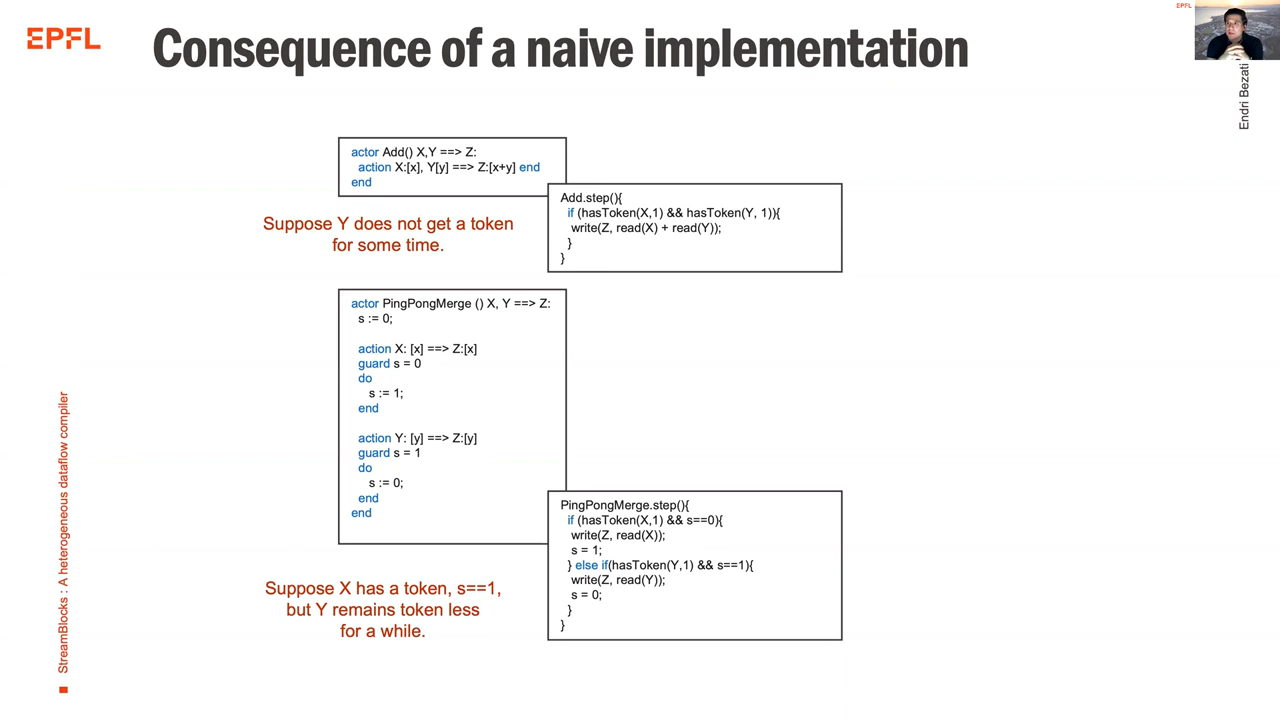 EPFL
Consequence of a naive implementation
EPFL
Endri Bezati
actor Add() X,Y ==> Z:
action X:[x], Y[y] ==> Z:[x+y] end
end
Add.step(){
if (hasToken(X,1) && hasToken(Y, 1)){
write(Z, read(X) + read(Y));
}
}
Suppose Y does not get a token
for some time.
actor PingPongMerge () X, Y ==> Z:
s := 0;
action X: [x] ==> Z:[x]
guard s = 0
do
s := 1;
end
action Y: [y] ==> Z:[y]
guard s = 1
do
s := 0;
end
end
PingPongMerge.step(){
if (hasToken(X,1) && s==0){
write(Z, read(X));
s = 1;
} else if(hasToken(Y,1) && s==1){
write(Z, read(Y));
s = 0;
}
}
Suppose X has a token, s==1,
but Y remains token less
for a while.
StreamBlocks : A heterogeneous dataflow compiler